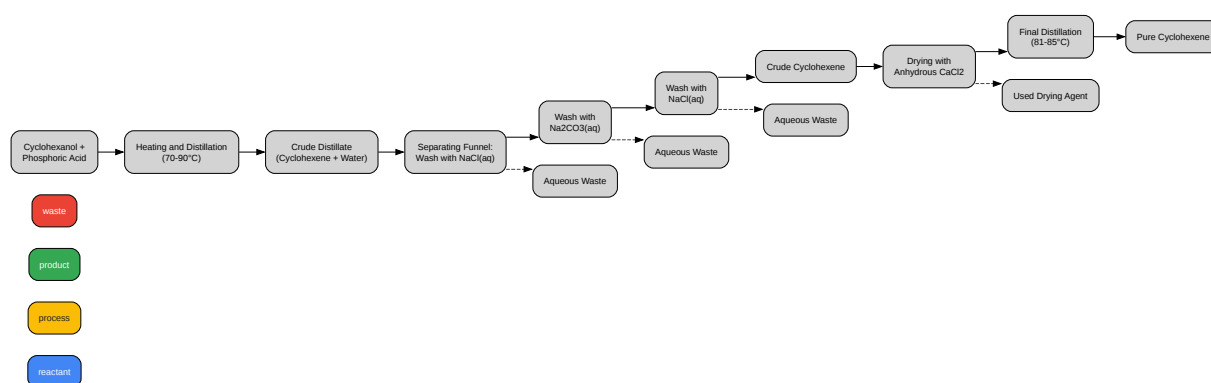 Cyclohexanol +
Phosphoric Acid
Heating and Distillation
(70-90°C)
Crude Distillate
(Cyclohexene + Water)
Separating Funnel:
Wash with NaCl(aq)
Aqueous Waste
Wash with
Na2CO3(aq)
Aqueous Waste
Wash with
NaCl(aq)
Aqueous Waste
Crude Cyclohexene
Drying with
Anhydrous CaCl2
Used Drying Agent
Final Distillation
(81-85°C)
Pure Cyclohexene
waste
product
process
reactant